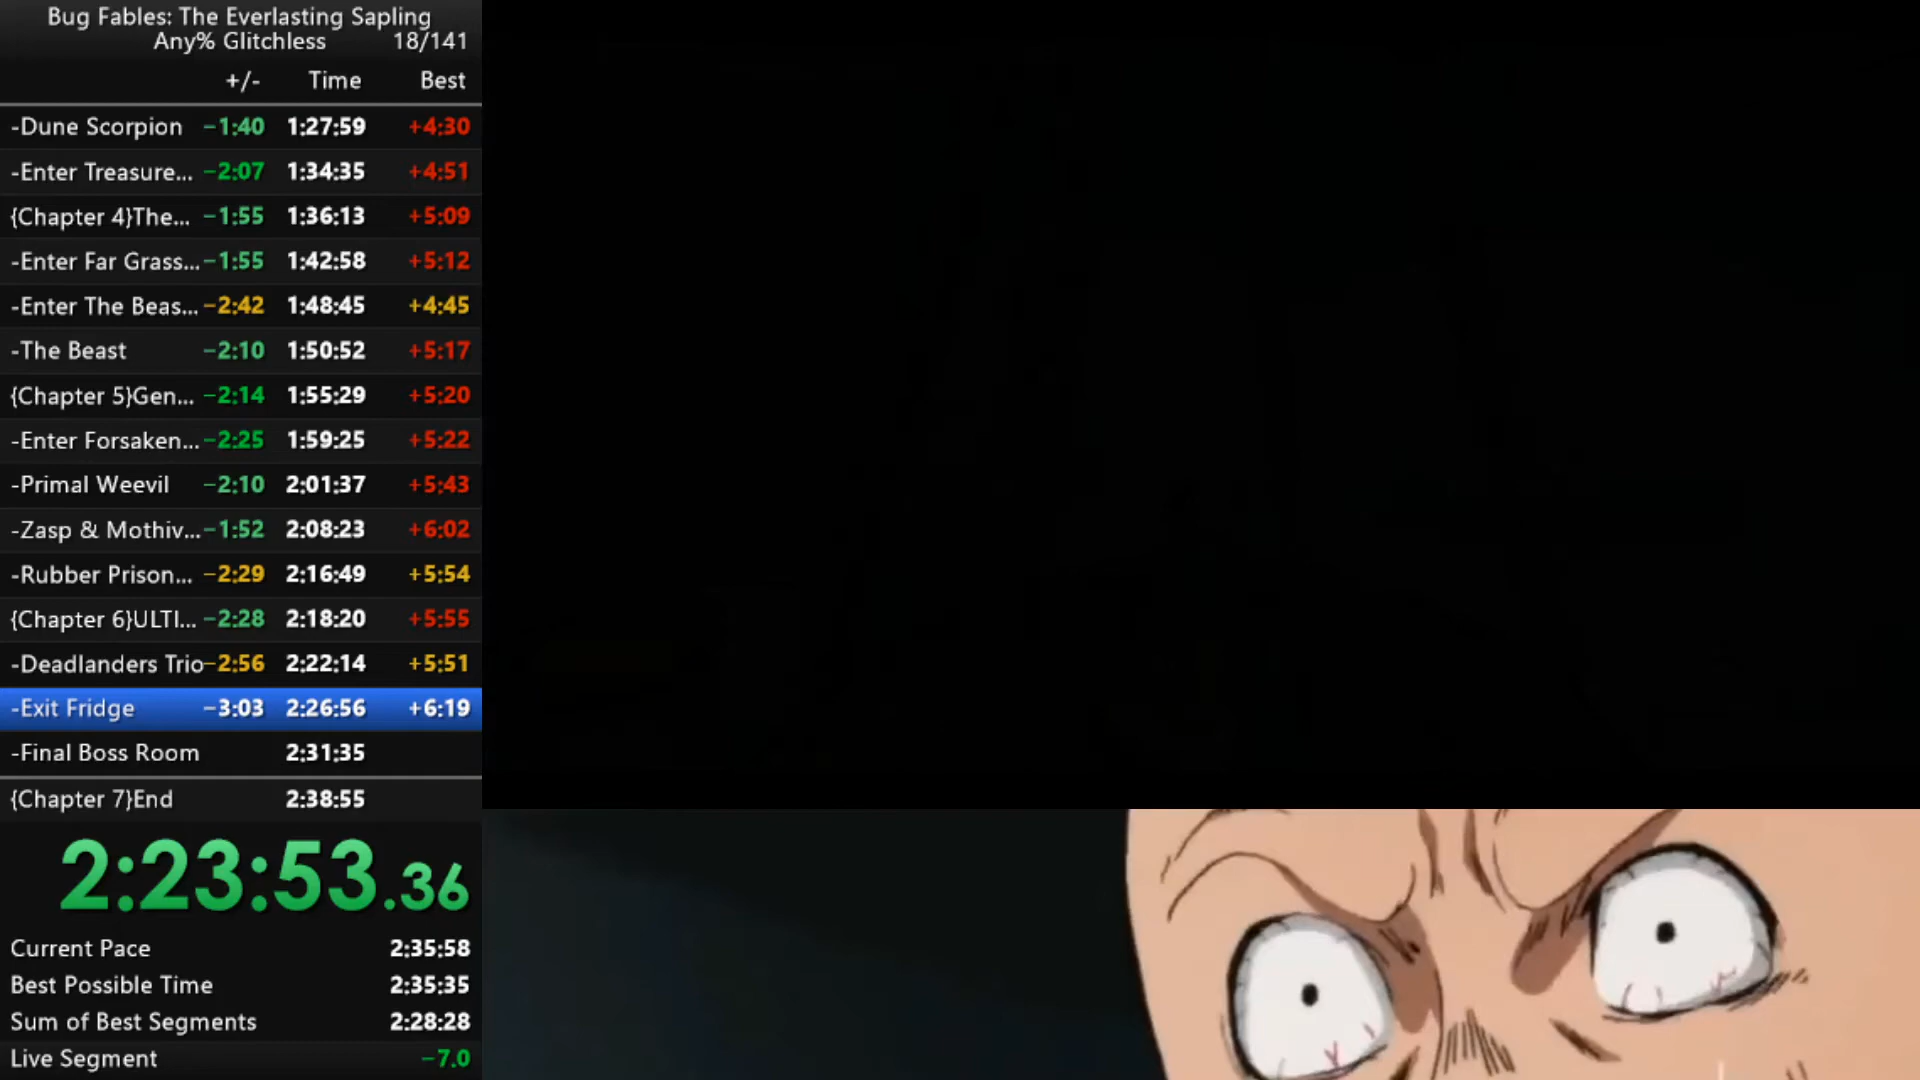 Bug Fables: The Everlasting Sapling
Any% Glitchless 18/141
+/- Time Best
-Dune Scorpion −1:40 1:27:59 +4:30
-Enter Treasure... −2:07 1:34:35 +4:51
{Chapter 4}The... −1:55 1:36:13 +5:09
-Enter Far Grass... −1:55 1:42:58 +5:12
-Enter The Beas... −2:42 1:48:45 +4:45
-The Beast −2:10 1:50:52 +5:17
{Chapter 5}Gen... −2:14 1:55:29 +5:20
-Enter Forsaken... −2:25 1:59:25 +5:22
-Primal Weevil −2:10 2:01:37 +5:43
-Zasp & Mothiv... −1:52 2:08:23 +6:02
-Rubber Prison... −2:29 2:16:49 +5:54
{Chapter 6}ULTI... −2:28 2:18:20 +5:55
-Deadlanders Trio −2:56 2:22:14 +5:51
-Exit Fridge −3:03 2:26:56 +6:19
-Final Boss Room 2:31:35
{Chapter 7}End 2:38:55
2:23:53.36
Current Pace 2:35:58
Best Possible Time 2:35:35
Sum of Best Segments 2:28:28
Live Segment −7.0